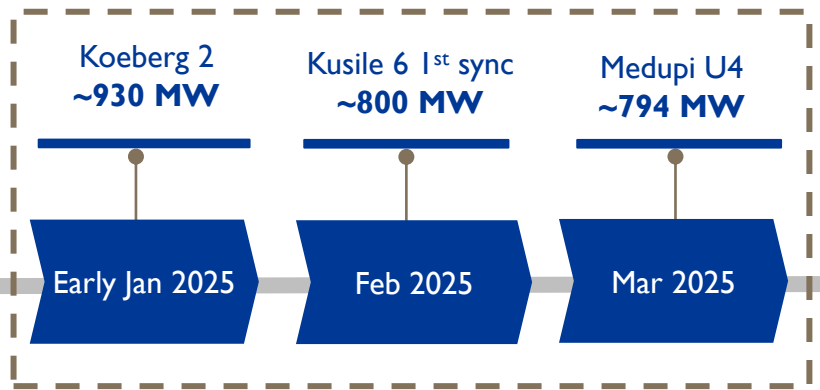 Koeberg 2
~930 MW
Kusile 6 1st sync
~800 MW
Medupi U4
~794 MW
Early Jan 2025
Feb 2025
Mar 2025